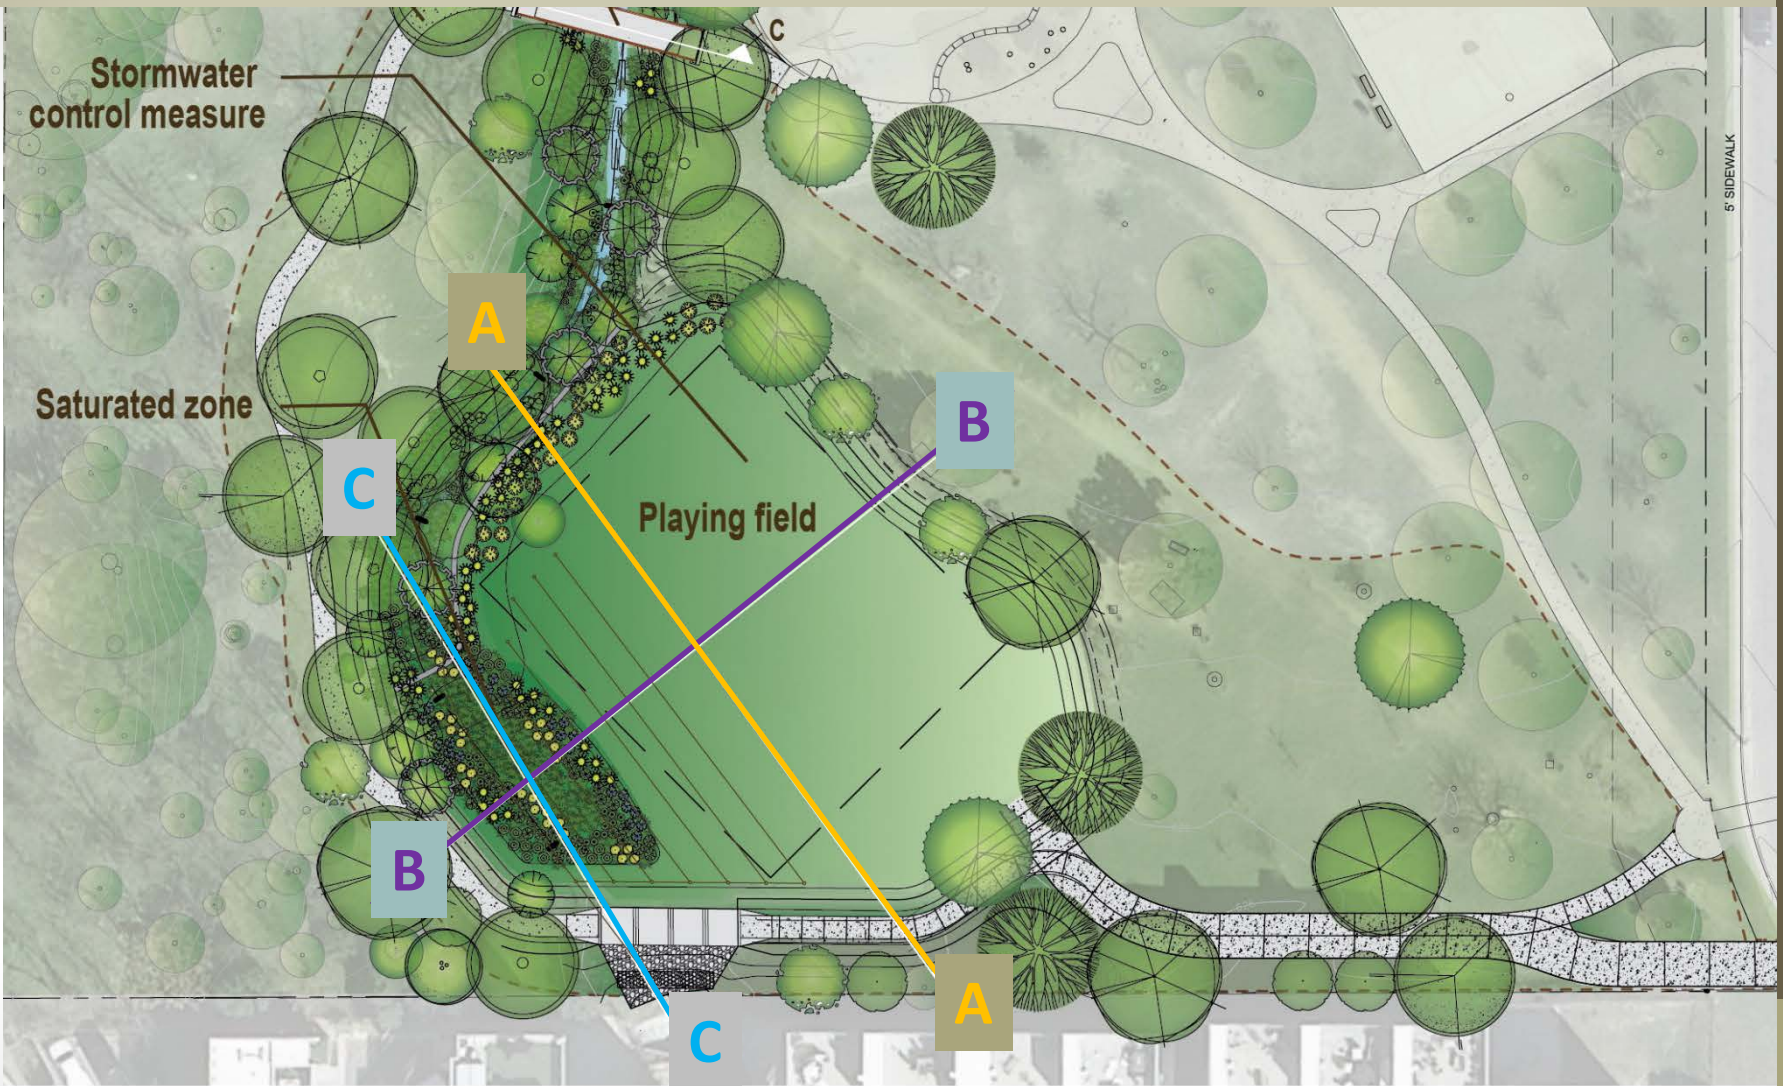 C
Stormwater
control measure
5' SIDEWALK
A
Saturated zone
B
C
Playing field
B
A
C